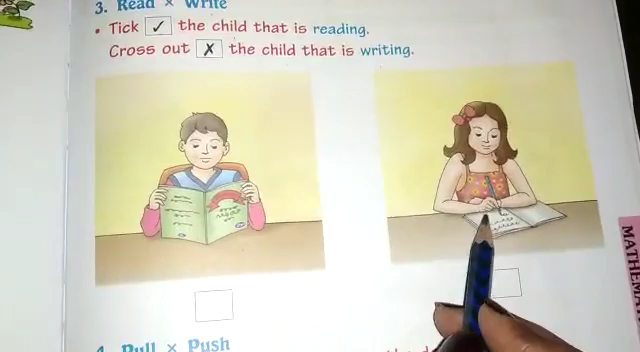 3. Read × Write
• Tick ✓ the child that is reading.
Cross out ✗ the child that is writing.
4. Pull × Push
MATHEMA